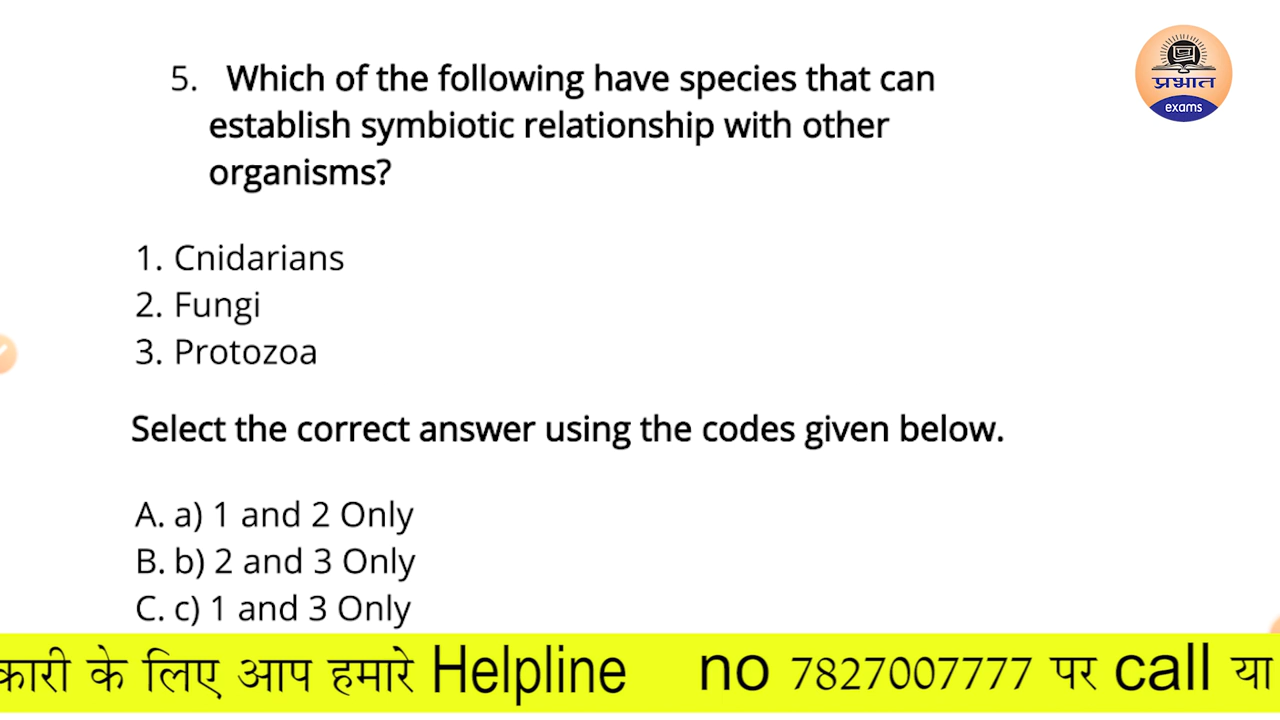 5. Which of the following have species that can
establish symbiotic relationship with other
organisms?
प्रभात
exams
1. Cnidarians
2. Fungi
3. Protozoa
Select the correct answer using the codes given below.
A. a) 1 and 2 Only
B. b) 2 and 3 Only
C. c) 1 and 3 Only
कारी के लिए आप हमारे Helpline no 7827007777 पर call या